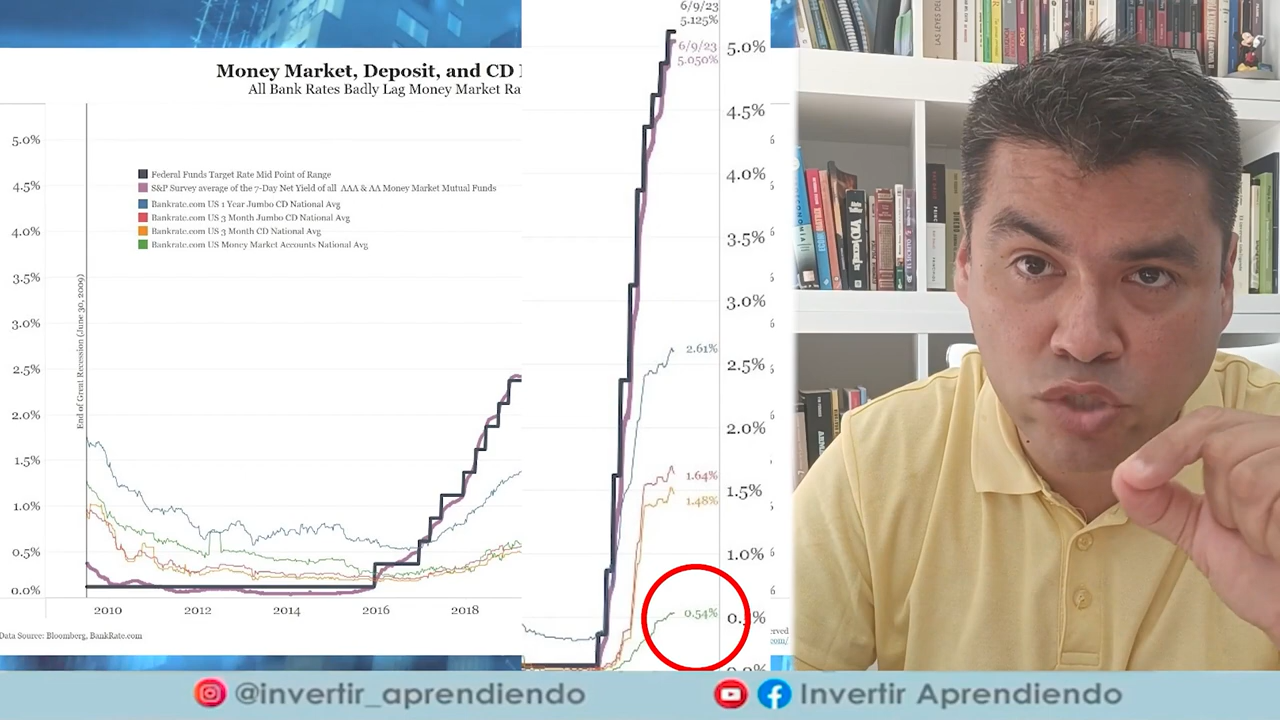 Money Market, Deposit, and CD
All Bank Rates Badly Lag Money Market Ra
5.0%
4.5%
4.0%
3.5%
3.0%
2.5%
2.0%
1.5%
1.0%
0.5%
0.0%
Federal Funds Target Rate Mid Point of Range
S&P Survey average of the 7-Day Net Yield of all AAA & AA Money Market Mutual Funds
Bankrate.com US 1 Year Jumbo CD National Avg
Bankrate.com US 3 Month Jumbo CD National Avg
Bankrate.com US 3 Month CD National Avg
Bankrate.com US Money Market Accounts National Avg
End of Great Recession (June 30, 2009)
2010 2012 2014 2016 2018
Data Source: Bloomberg, BankRate.com
6/9/23
5.125%
6/9/23
5.050%
2.61%
1.64%
1.48%
0.54%
5.0%
4.5%
4.0%
3.5%
3.0%
2.5%
2.0%
1.5%
1.0%
LAS LEYES DE
FOCUS
@invertir_aprendiendo
Invertir Aprendiendo